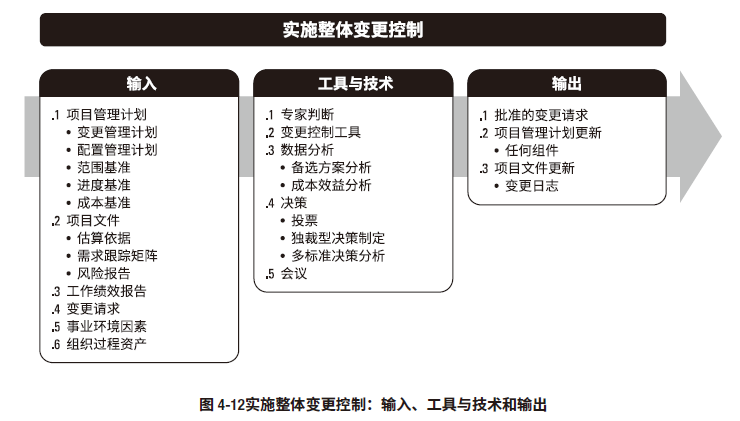 实施整体变更控制
输入
.1 项目管理计划
• 变更管理计划
• 配置管理计划
• 范围基准
• 进度基准
• 成本基准
.2 项目文件
• 估算依据
• 需求跟踪矩阵
• 风险报告
.3 工作绩效报告
.4 变更请求
.5 事业环境因素
.6 组织过程资产
工具与技术
.1 专家判断
.2 变更控制工具
.3 数据分析
• 备选方案分析
• 成本效益分析
.4 决策
• 投票
• 独裁型决策制定
• 多标准决策分析
.5 会议
输出
.1 批准的变更请求
.2 项目管理计划更新
• 任何组件
.3 项目文件更新
• 变更日志
图 4-12实施整体变更控制：输入、工具与技术和输出